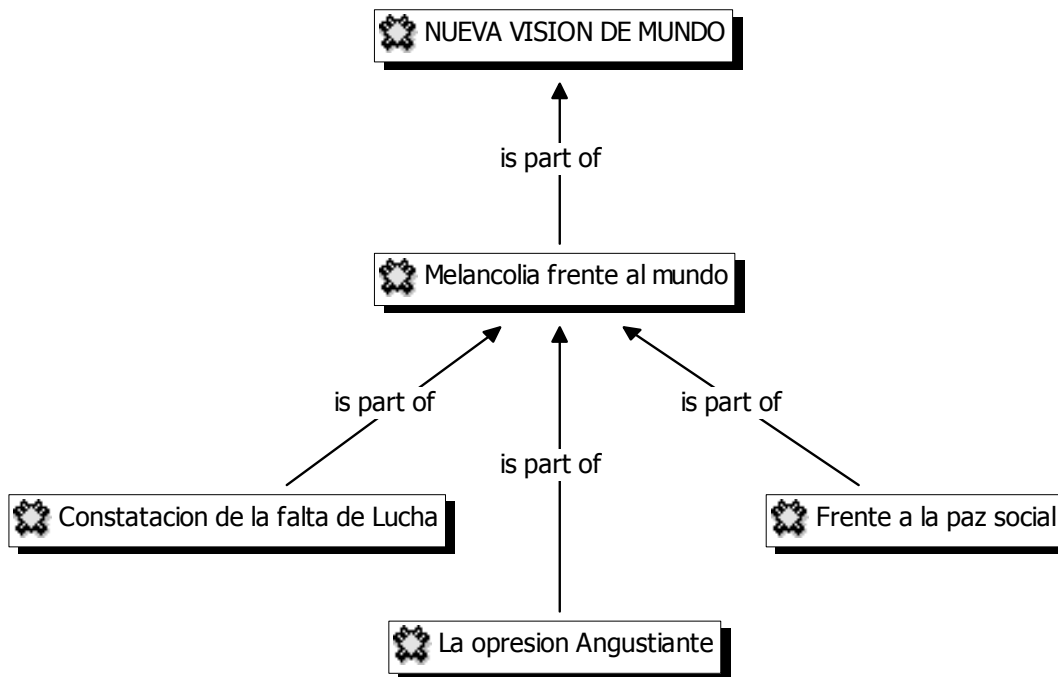 NUEVA VISION DE MUNDO
is part of
Melancolia frente al mundo
is part of
is part of
is part of
Constatacion de la falta de Lucha
Frente a la paz social
La opresion Angustiante